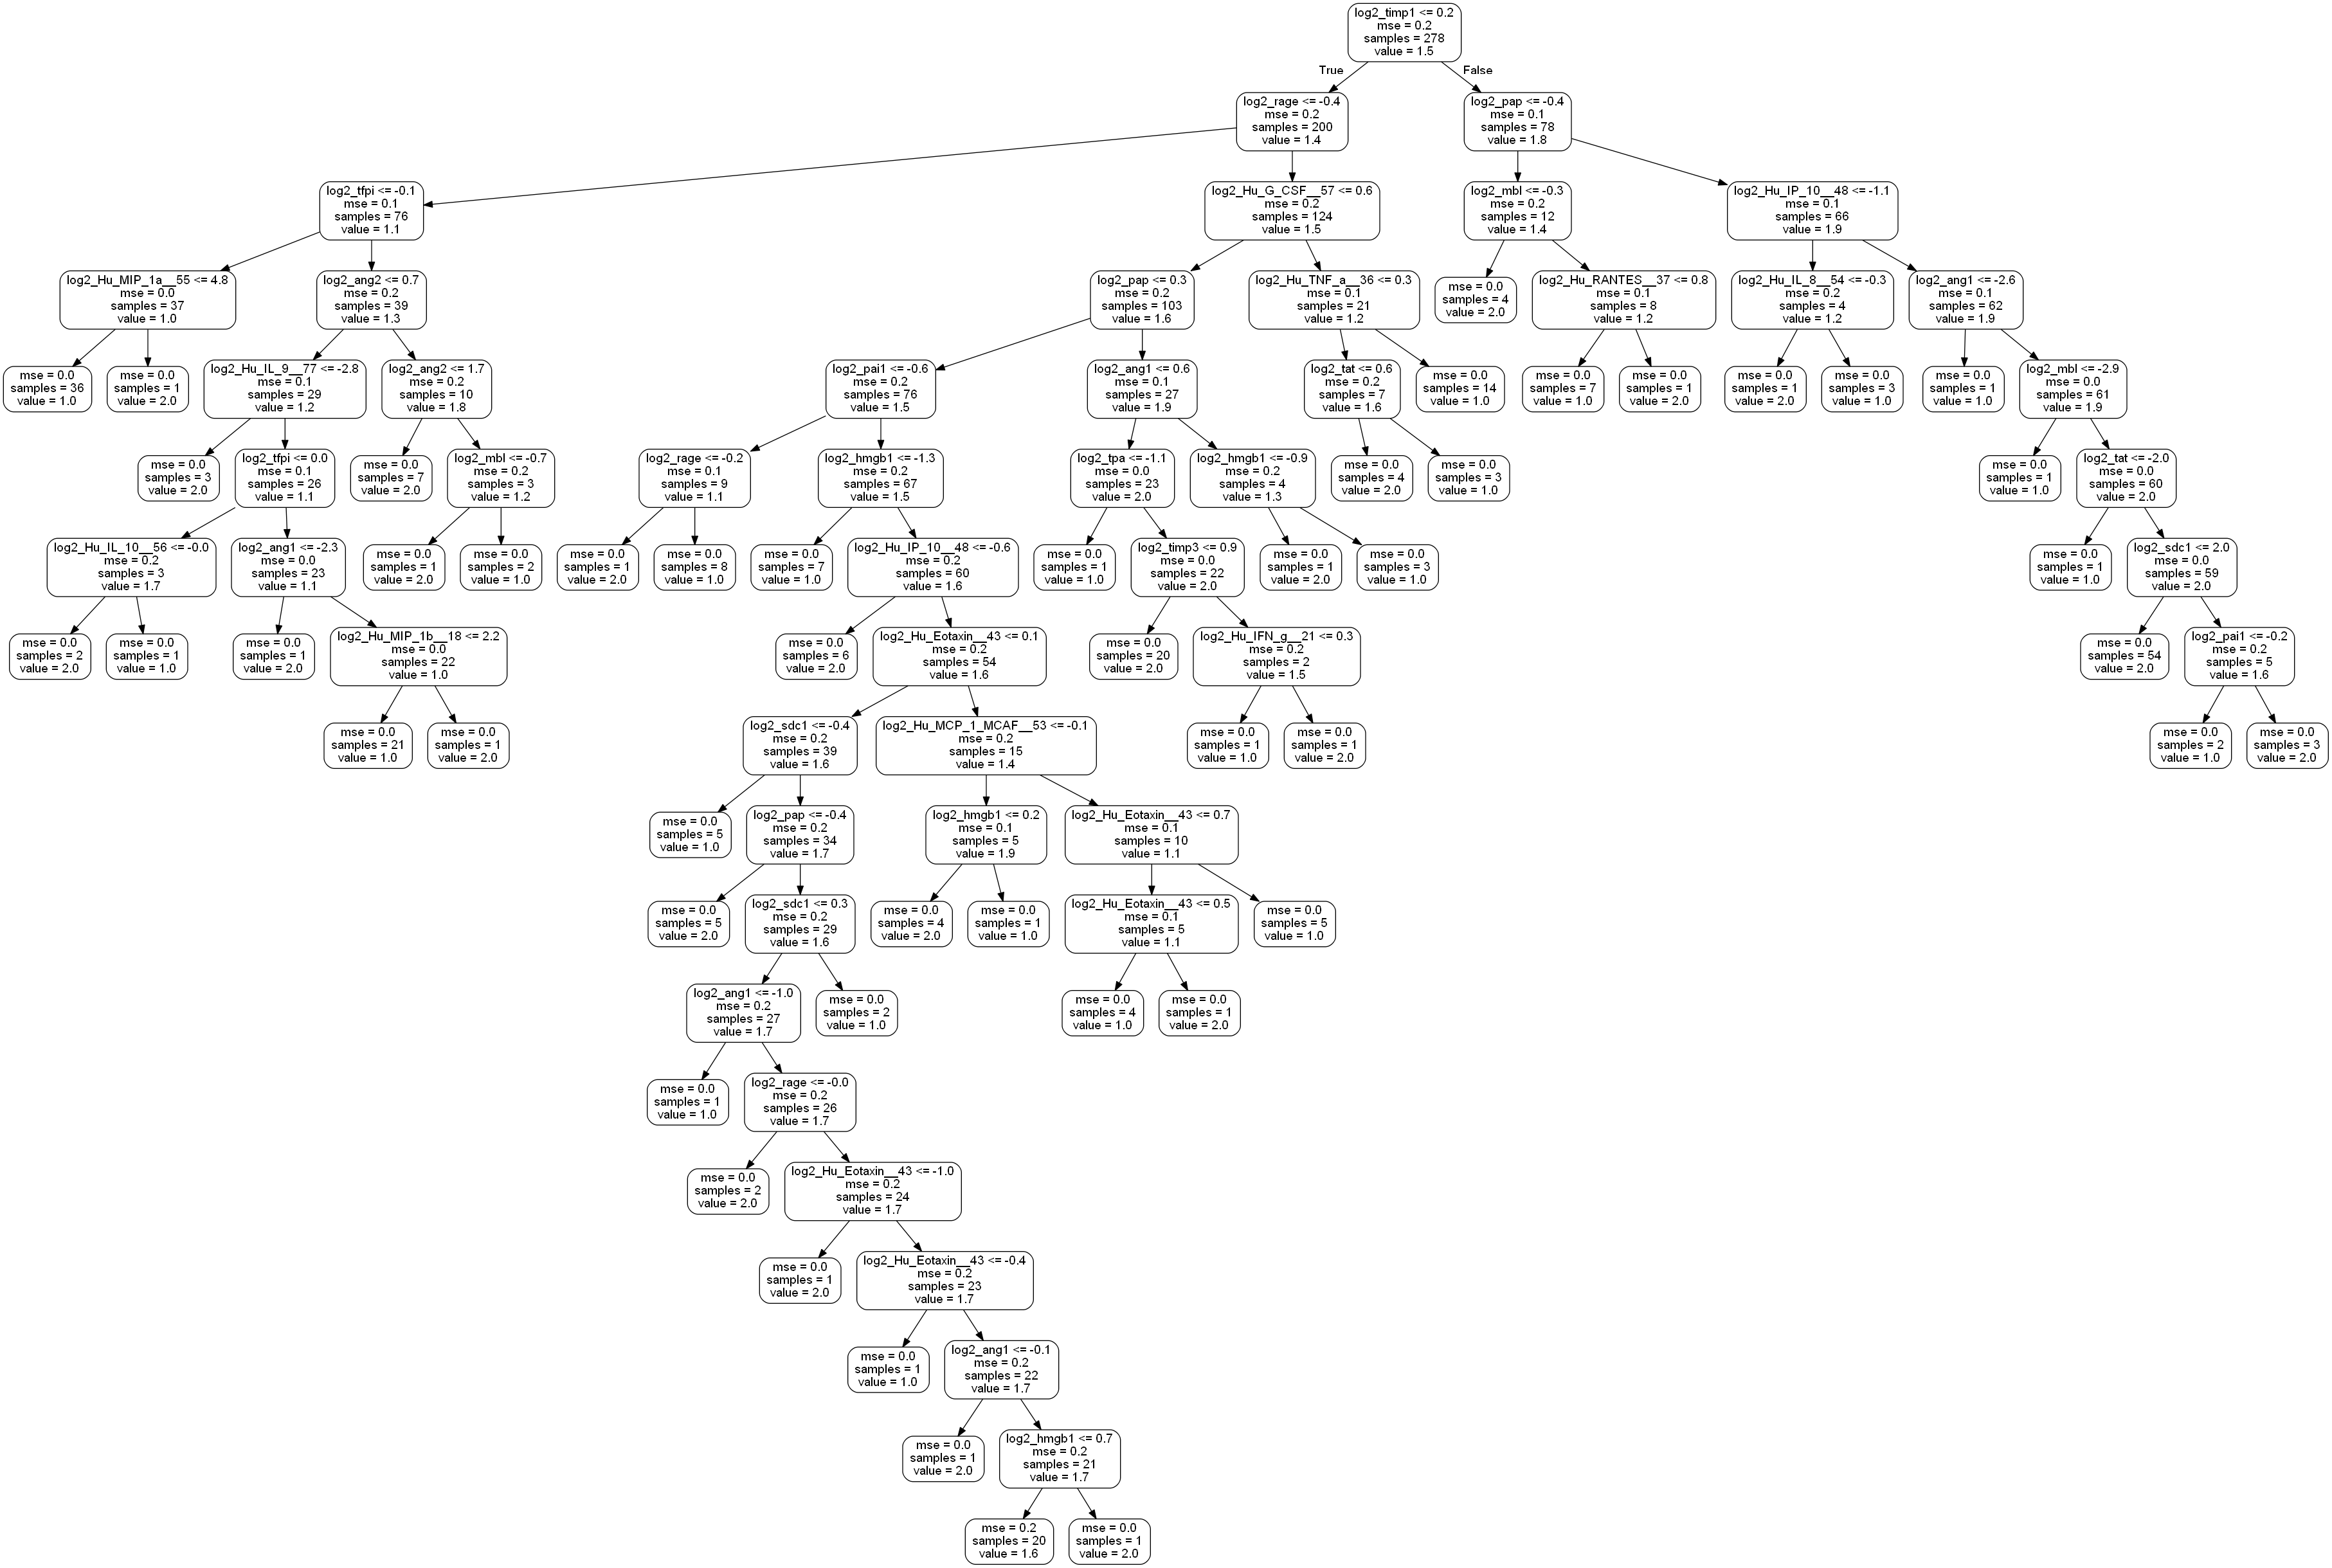 log2_timp1 <= 0.2
mse = 0.2
samples = 278
value = 1.5
True
False
log2_rage <= -0.4
mse = 0.2
samples = 200
value = 1.4
log2_pap <= -0.4
mse = 0.1
samples = 78
value = 1.8
log2_tfpi <= -0.1
mse = 0.1
samples = 76
value = 1.1
log2_Hu_G_CSF__57 <= 0.6
mse = 0.2
samples = 124
value = 1.5
log2_mbl <= -0.3
mse = 0.2
samples = 12
value = 1.4
log2_Hu_IP_10__48 <= -1.1
mse = 0.1
samples = 66
value = 1.9
log2_Hu_MIP_1a__55 <= 4.8
mse = 0.0
samples = 37
value = 1.0
log2_ang2 <= 0.7
mse = 0.2
samples = 39
value = 1.3
log2_pap <= 0.3
mse = 0.2
samples = 103
value = 1.6
log2_Hu_TNF_a__36 <= 0.3
mse = 0.1
samples = 21
value = 1.2
mse = 0.0
samples = 4
value = 2.0
log2_Hu_RANTES__37 <= 0.8
mse = 0.1
samples = 8
value = 1.2
log2_Hu_IL_8__54 <= -0.3
mse = 0.2
samples = 4
value = 1.2
log2_ang1 <= -2.6
mse = 0.1
samples = 62
value = 1.9
mse = 0.0
samples = 36
value = 1.0
mse = 0.0
samples = 1
value = 2.0
log2_Hu_IL_9__77 <= -2.8
mse = 0.1
samples = 29
value = 1.2
log2_ang2 <= 1.7
mse = 0.2
samples = 10
value = 1.8
log2_pai1 <= -0.6
mse = 0.2
samples = 76
value = 1.5
log2_ang1 <= 0.6
mse = 0.1
samples = 27
value = 1.9
log2_tat <= 0.6
mse = 0.2
samples = 7
value = 1.6
mse = 0.0
samples = 14
value = 1.0
mse = 0.0
samples = 7
value = 1.0
mse = 0.0
samples = 1
value = 2.0
mse = 0.0
samples = 1
value = 2.0
mse = 0.0
samples = 3
value = 1.0
mse = 0.0
samples = 1
value = 1.0
log2_mbl <= -2.9
mse = 0.0
samples = 61
value = 1.9
mse = 0.0
samples = 3
value = 2.0
log2_tfpi <= 0.0
mse = 0.1
samples = 26
value = 1.1
mse = 0.0
samples = 7
value = 2.0
log2_mbl <= -0.7
mse = 0.2
samples = 3
value = 1.2
log2_rage <= -0.2
mse = 0.1
samples = 9
value = 1.1
log2_hmgb1 <= -1.3
mse = 0.2
samples = 67
value = 1.5
log2_tpa <= -1.1
mse = 0.0
samples = 23
value = 2.0
log2_hmgb1 <= -0.9
mse = 0.2
samples = 4
value = 1.3
mse = 0.0
samples = 4
value = 2.0
mse = 0.0
samples = 3
value = 1.0
mse = 0.0
samples = 1
value = 1.0
log2_tat <= -2.0
mse = 0.0
samples = 60
value = 2.0
log2_Hu_IL_10__56 <= -0.0
mse = 0.2
samples = 3
value = 1.7
log2_ang1 <= -2.3
mse = 0.0
samples = 23
value = 1.1
mse = 0.0
samples = 1
value = 2.0
mse = 0.0
samples = 2
value = 1.0
mse = 0.0
samples = 1
value = 2.0
mse = 0.0
samples = 8
value = 1.0
mse = 0.0
samples = 7
value = 1.0
log2_Hu_IP_10__48 <= -0.6
mse = 0.2
samples = 60
value = 1.6
mse = 0.0
samples = 1
value = 1.0
log2_timp3 <= 0.9
mse = 0.0
samples = 22
value = 2.0
mse = 0.0
samples = 1
value = 2.0
mse = 0.0
samples = 3
value = 1.0
mse = 0.0
samples = 1
value = 1.0
log2_sdc1 <= 2.0
mse = 0.0
samples = 59
value = 2.0
mse = 0.0
samples = 2
value = 2.0
mse = 0.0
samples = 1
value = 1.0
mse = 0.0
samples = 1
value = 2.0
log2_Hu_MIP_1b__18 <= 2.2
mse = 0.0
samples = 22
value = 1.0
mse = 0.0
samples = 6
value = 2.0
log2_Hu_Eotaxin__43 <= 0.1
mse = 0.2
samples = 54
value = 1.6
mse = 0.0
samples = 20
value = 2.0
log2_Hu_IFN_g__21 <= 0.3
mse = 0.2
samples = 2
value = 1.5
mse = 0.0
samples = 54
value = 2.0
log2_pai1 <= -0.2
mse = 0.2
samples = 5
value = 1.6
mse = 0.0
samples = 21
value = 1.0
mse = 0.0
samples = 1
value = 2.0
log2_sdc1 <= -0.4
mse = 0.2
samples = 39
value = 1.6
log2_Hu_MCP_1_MCAF__53 <= -0.1
mse = 0.2
samples = 15
value = 1.4
mse = 0.0
samples = 1
value = 1.0
mse = 0.0
samples = 1
value = 2.0
mse = 0.0
samples = 2
value = 1.0
mse = 0.0
samples = 3
value = 2.0
mse = 0.0
samples = 5
value = 1.0
log2_pap <= -0.4
mse = 0.2
samples = 34
value = 1.7
log2_hmgb1 <= 0.2
mse = 0.1
samples = 5
value = 1.9
log2_Hu_Eotaxin__43 <= 0.7
mse = 0.1
samples = 10
value = 1.1
mse = 0.0
samples = 5
value = 2.0
log2_sdc1 <= 0.3
mse = 0.2
samples = 29
value = 1.6
mse = 0.0
samples = 4
value = 2.0
mse = 0.0
samples = 1
value = 1.0
log2_Hu_Eotaxin__43 <= 0.5
mse = 0.1
samples = 5
value = 1.1
mse = 0.0
samples = 5
value = 1.0
log2_ang1 <= -1.0
mse = 0.2
samples = 27
value = 1.7
mse = 0.0
samples = 2
value = 1.0
mse = 0.0
samples = 4
value = 1.0
mse = 0.0
samples = 1
value = 2.0
mse = 0.0
samples = 1
value = 1.0
log2_rage <= -0.0
mse = 0.2
samples = 26
value = 1.7
mse = 0.0
samples = 2
value = 2.0
log2_Hu_Eotaxin__43 <= -1.0
mse = 0.2
samples = 24
value = 1.7
mse = 0.0
samples = 1
value = 2.0
log2_Hu_Eotaxin__43 <= -0.4
mse = 0.2
samples = 23
value = 1.7
mse = 0.0
samples = 1
value = 1.0
log2_ang1 <= -0.1
mse = 0.2
samples = 22
value = 1.7
mse = 0.0
samples = 1
value = 2.0
log2_hmgb1 <= 0.7
mse = 0.2
samples = 21
value = 1.7
mse = 0.2
samples = 20
value = 1.6
mse = 0.0
samples = 1
value = 2.0